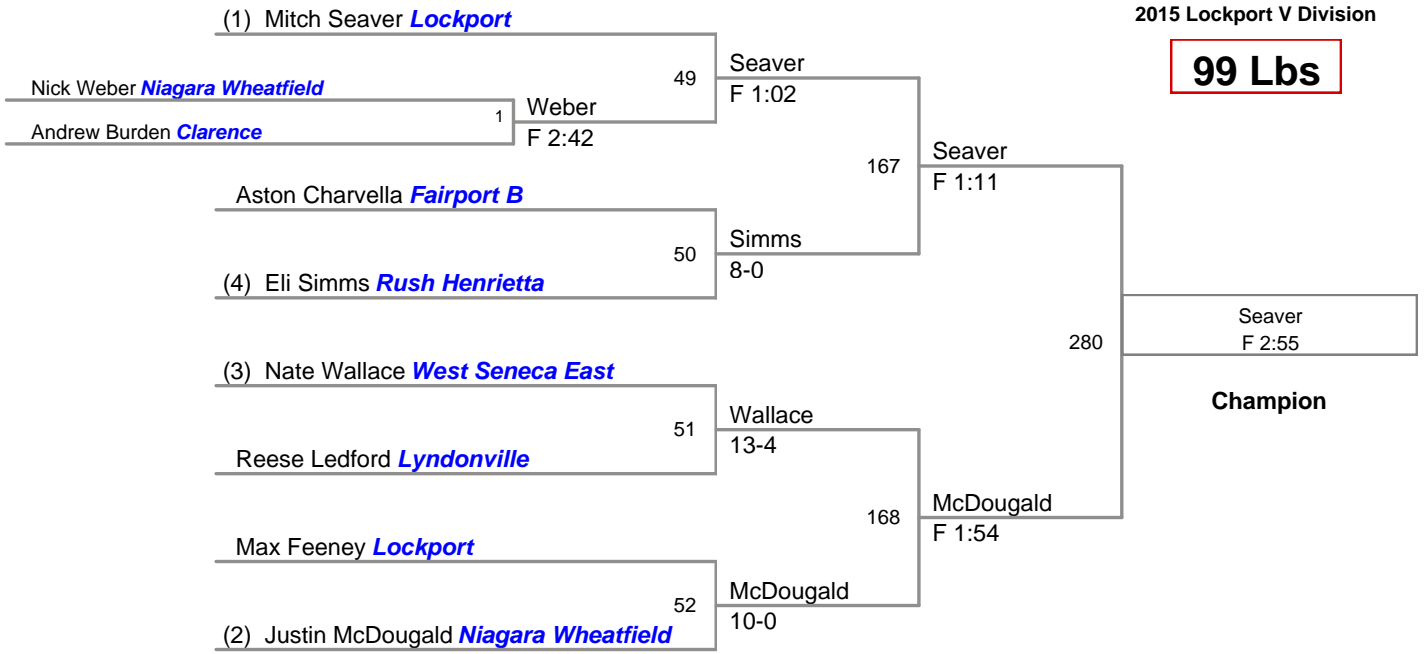 2015 Lockport V Division
99 Lbs
(1) Mitch Seaver Lockport
Nick Weber Niagara Wheatfield
Andrew Burden Clarence
1
Weber
F 2:42
49
Seaver
F 1:02
Aston Charvella Fairport B
(4) Eli Simms Rush Henrietta
50
Simms
8-0
167
Seaver
F 1:11
(3) Nate Wallace West Seneca East
Reese Ledford Lyndonville
51
Wallace
13-4
Max Feeney Lockport
(2) Justin McDougald Niagara Wheatfield
52
McDougald
10-0
168
McDougald
F 1:54
280
Seaver
F 2:55
Champion